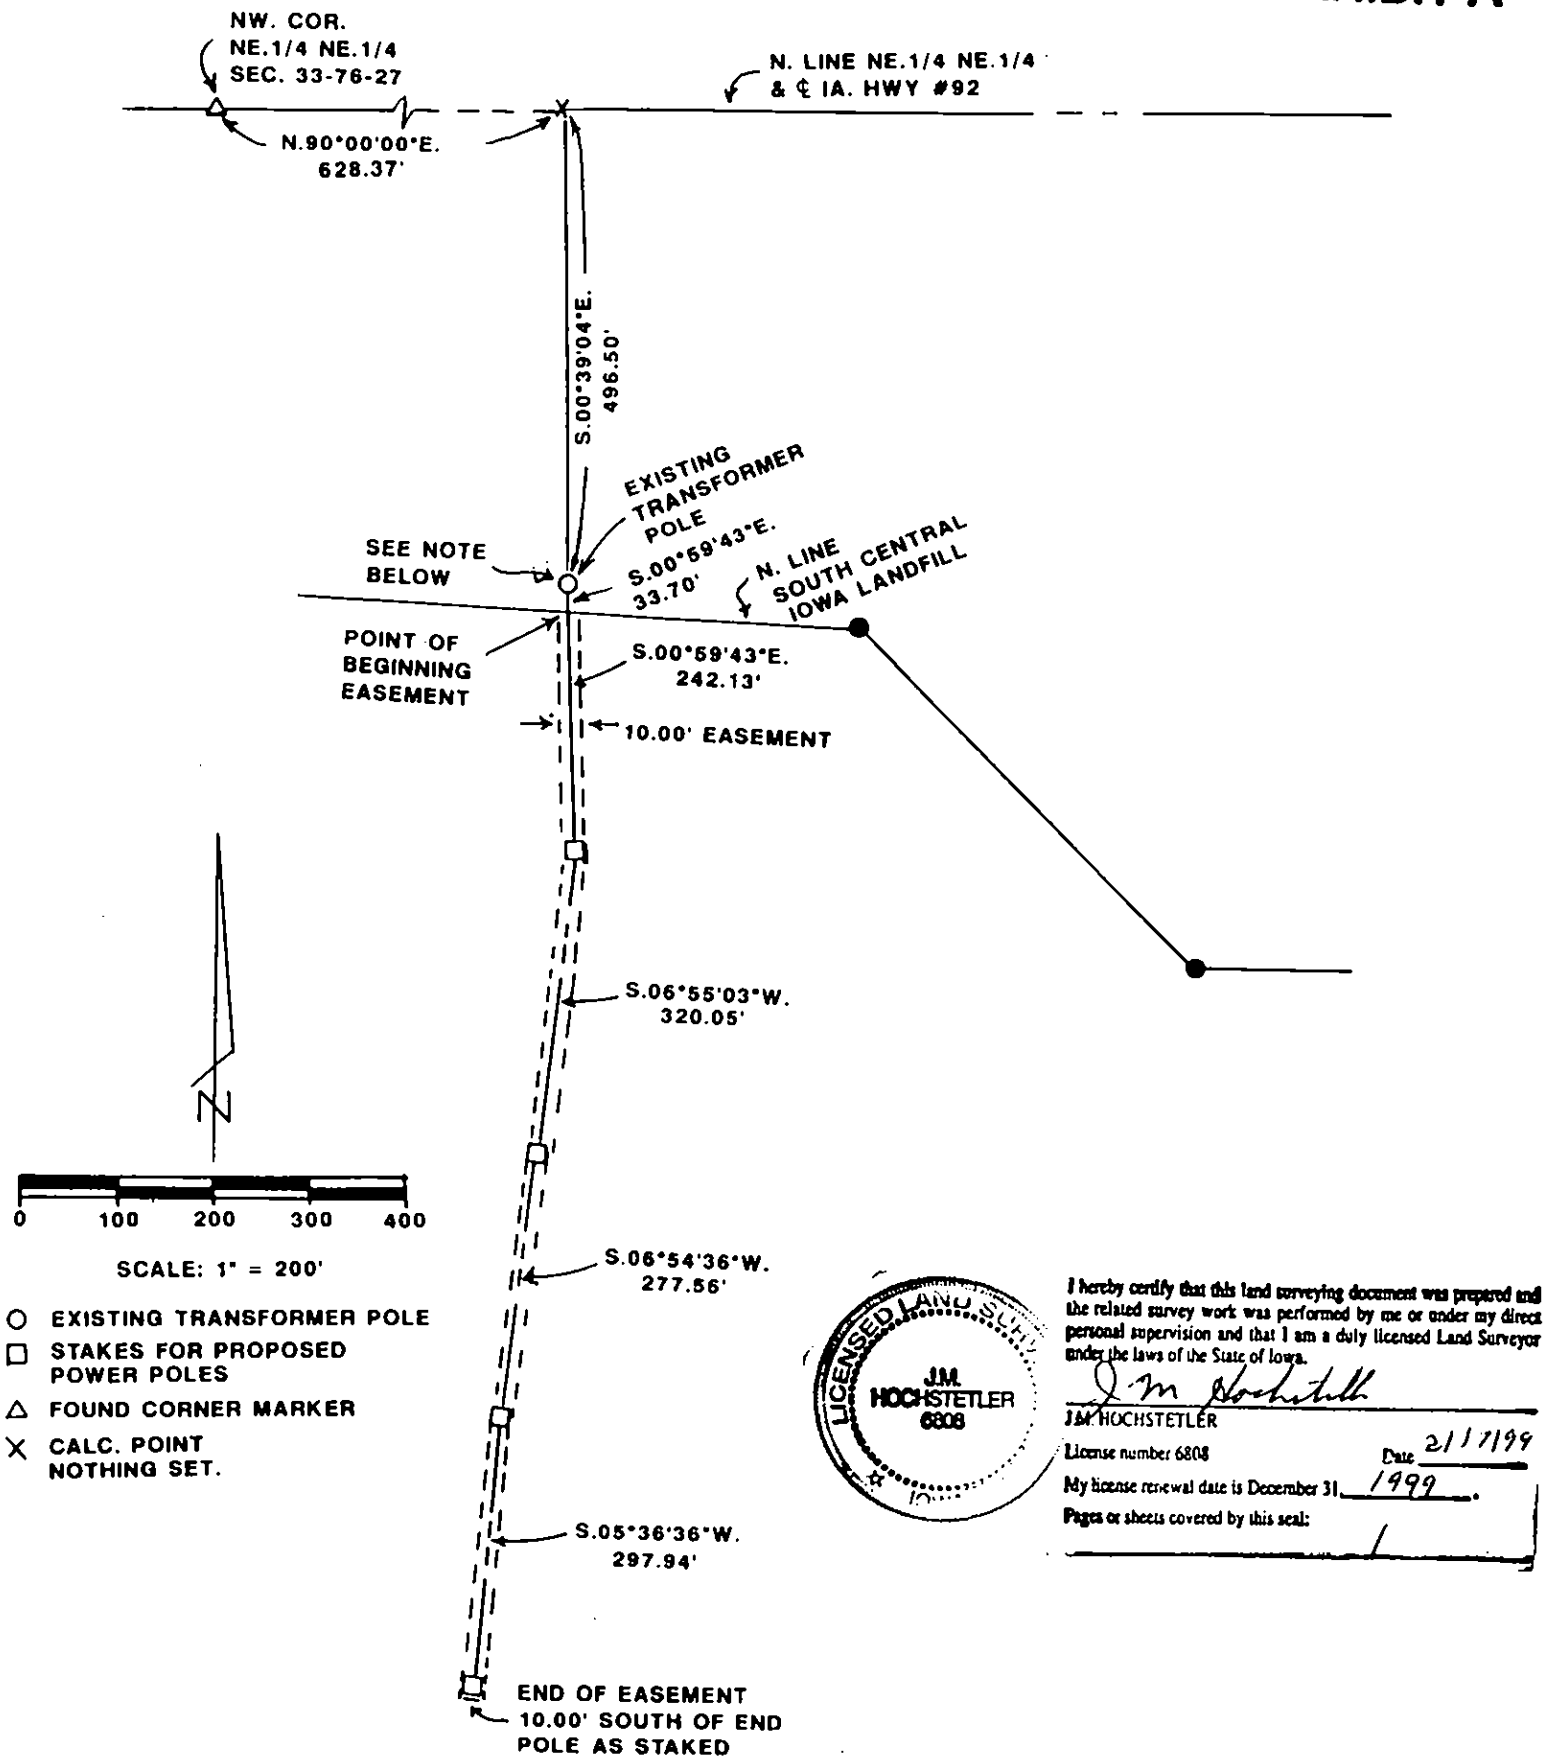 NW. COR.
NE.1/4 NE.1/4
SEC. 33-76-27
N. LINE NE.1/4 NE.1/4
& ℄ IA. HWY #92
N.90°00'00"E.
628.37'
S.00°39'04"E.
496.50'
EXISTING
TRANSFORMER
POLE
SEE NOTE
BELOW
S.00°59'43"E.
33.70'
N. LINE
SOUTH CENTRAL
IOWA LANDFILL
POINT OF
BEGINNING
EASEMENT
S.00°59'43"E.
242.13'
10.00' EASEMENT
S.06°55'03"W.
320.05'
N
0 100 200 300 400
SCALE: 1" = 200'
S.06°54'36"W.
277.56'
EXISTING TRANSFORMER POLE
STAKES FOR PROPOSED
POWER POLES
FOUND CORNER MARKER
X CALC. POINT
NOTHING SET.
S.05°36'36"W.
297.94'
END OF EASEMENT
10.00' SOUTH OF END
POLE AS STAKED
LICENSED LAND
J.M.
HOCHSTETLER
6808
I hereby certify that this land surveying document was prepared and
the related survey work was performed by me or under my direct
personal supervision and that I am a duly licensed Land Surveyor
under the laws of the State of Iowa.
J M Hochstetler
J.M. HOCHSTETLER
License number 6808
Date 2/17/99
My license renewal date is December 31, 1999.
Pages or sheets covered by this seal:
1